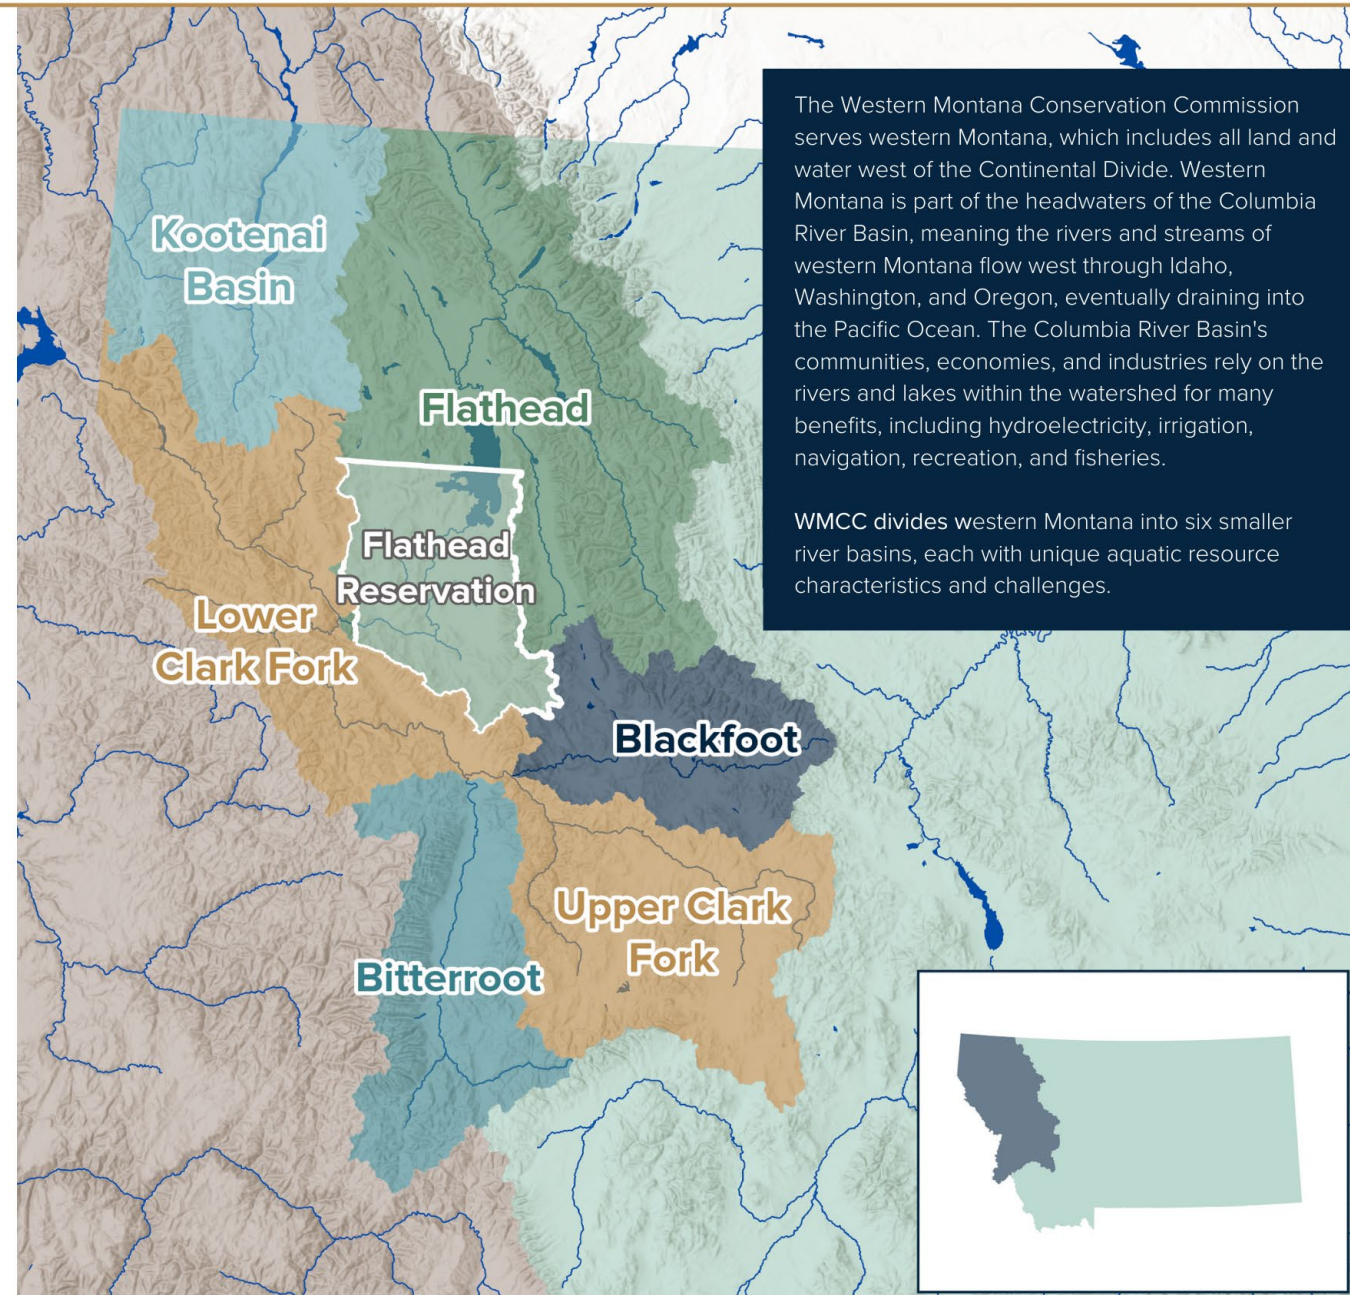 The Western Montana Conservation Commission
serves western Montana, which includes all land and
water west of the Continental Divide. Western
Montana is part of the headwaters of the Columbia
River Basin, meaning the rivers and streams of
western Montana flow west through Idaho,
Washington, and Oregon, eventually draining into
the Pacific Ocean. The Columbia River Basin's
communities, economies, and industries rely on the
rivers and lakes within the watershed for many
benefits, including hydroelectricity, irrigation,
navigation, recreation, and fisheries.
WMCC divides western Montana into six smaller
river basins, each with unique aquatic resource
characteristics and challenges.
Kootenai
Basin
Flathead
Flathead
Reservation
Lower
Clark Fork
Blackfoot
Upper Clark
Fork
Bitterroot